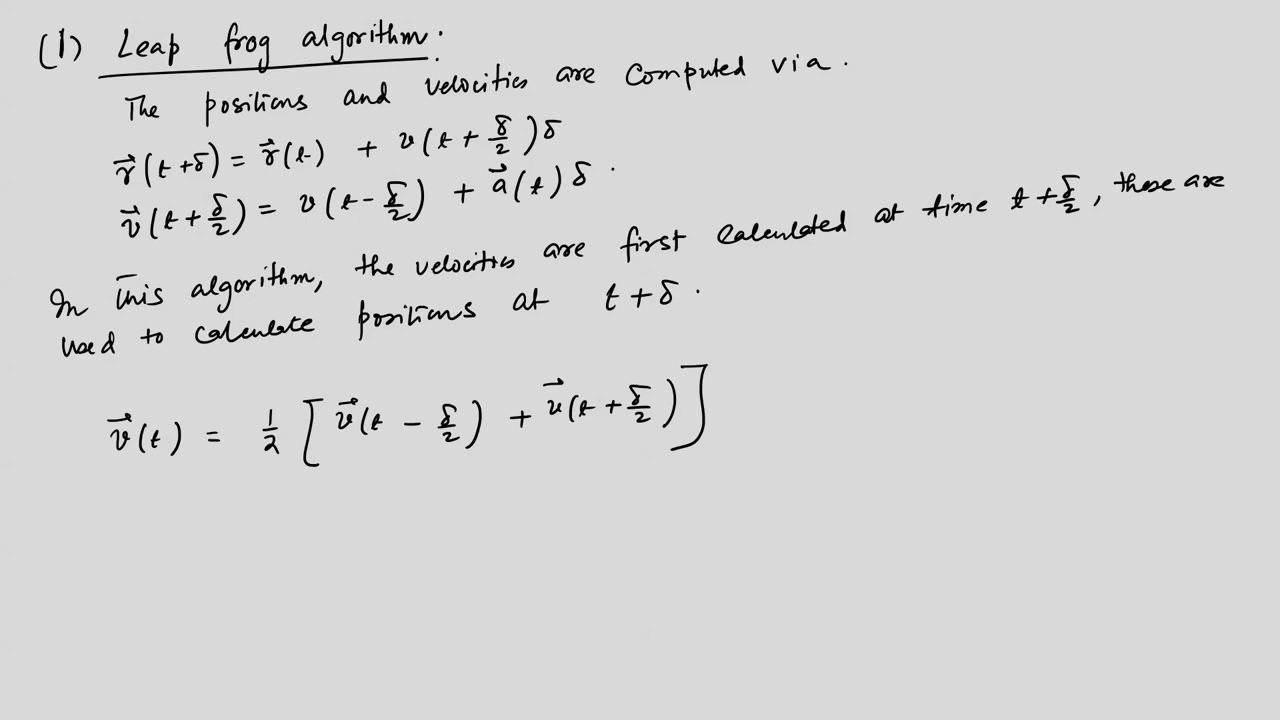 (1) Leap frog algorithm.
The positions and velocities are computed via.
r⃗(t+δ) = r⃗(t) + v(t + δ/2)δ
v⃗(t+δ/2) = v(t-δ/2) + a⃗(t)δ.
In this algorithm, the velocities are first calculated at time t+δ/2, these are
used to calculate positions at t+δ.
v⃗(t) = 1/2 [v⃗(t - δ/2) + v⃗(t + δ/2)]